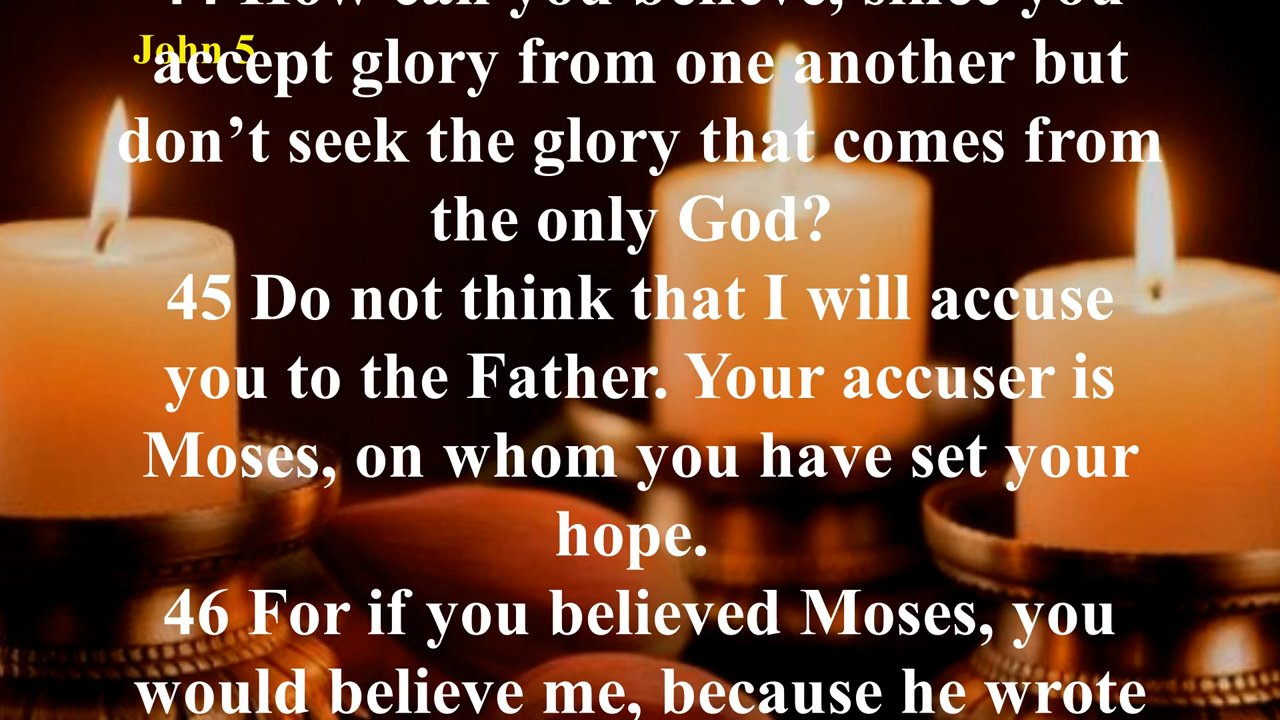 44 How can you believe, since you
John 5
accept glory from one another but
don’t seek the glory that comes from
the only God?
45 Do not think that I will accuse
you to the Father. Your accuser is
Moses, on whom you have set your
hope.
46 For if you believed Moses, you
would believe me, because he wrote